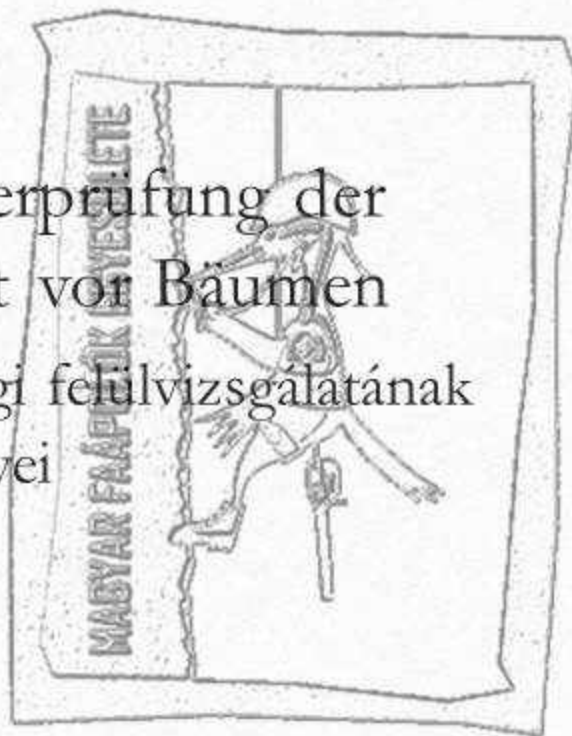 erprüfung der
t vor Bäumen
gi felülvizsgálatának
vei
MAGYAR FAÁPOLÓK EGYESÜLETE